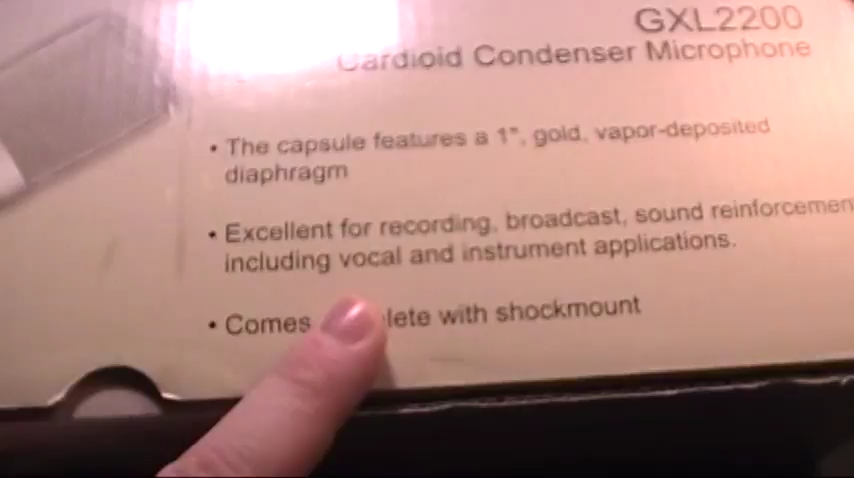 GXL2200
Cardioid Condenser Microphone
• The capsule features a 1", gold, vapor-deposited
diaphragm
• Excellent for recording, broadcast, sound reinforcemen
including vocal and instrument applications.
• Comes lete with shockmount